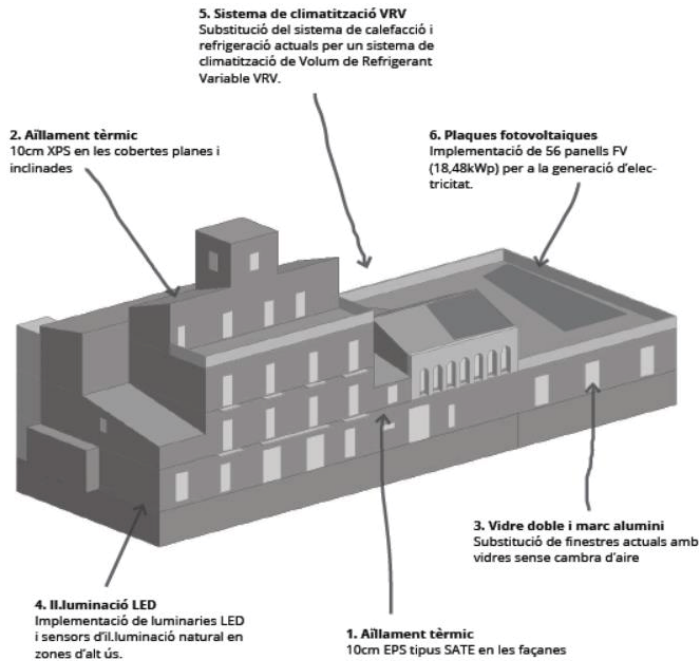 5. Sistema de climatització VRV
Substitució del sistema de calefacció i
refrigeració actuals per un sistema de
climatització de Volum de Refrigerant
Variable VRV.
2. Aïllament tèrmic
10cm XPS en les cobertes planes i
inclinades
6. Plaques fotovoltaiques
Implementació de 56 panells FV
(18,48kWp) per a la generació d'elec-
tricitat.
3. Vidre doble i marc alumini
Substitució de finestres actuals amb
vidres sense cambra d'aire
4. Il.luminació LED
Implementació de luminaries LED
i sensors d'il.luminació natural en
zones d'alt ús.
1. Aïllament tèrmic
10cm EPS tipus SATE en les façanes